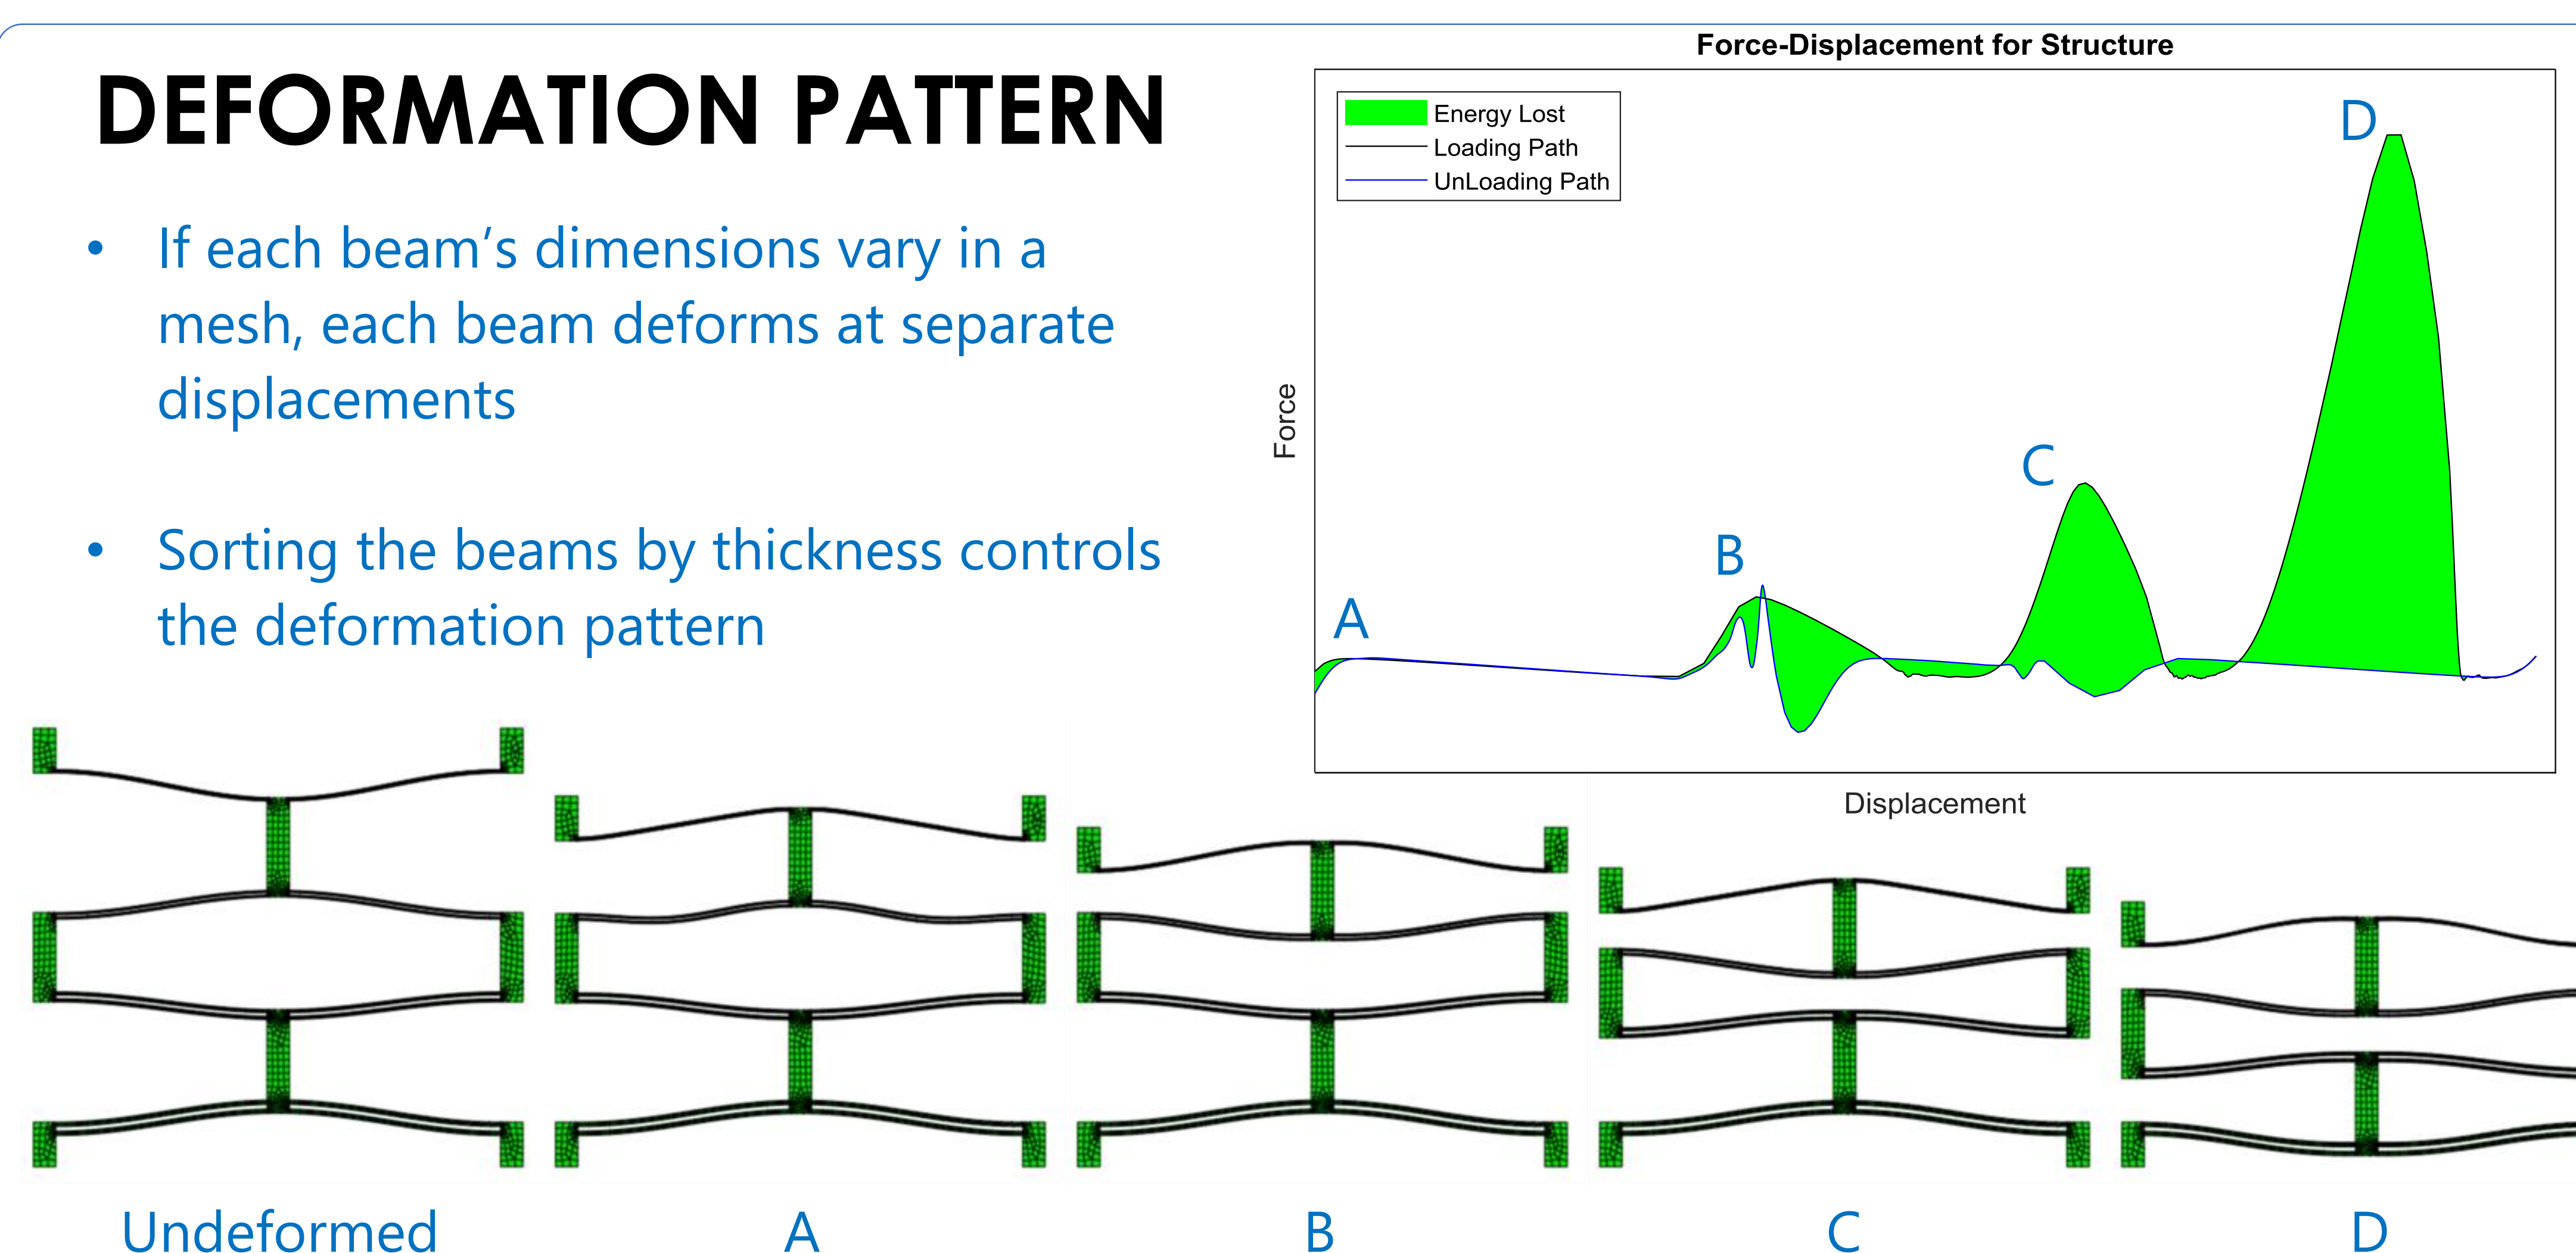 DEFORMATION PATTERN
• If each beam’s dimensions vary in a
mesh, each beam deforms at separate
displacements
• Sorting the beams by thickness controls
the deformation pattern
Force-Displacement for Structure
Energy Lost
Loading Path
UnLoading Path
Force
A
B
C
D
Displacement
Undeformed
A
B
C
D